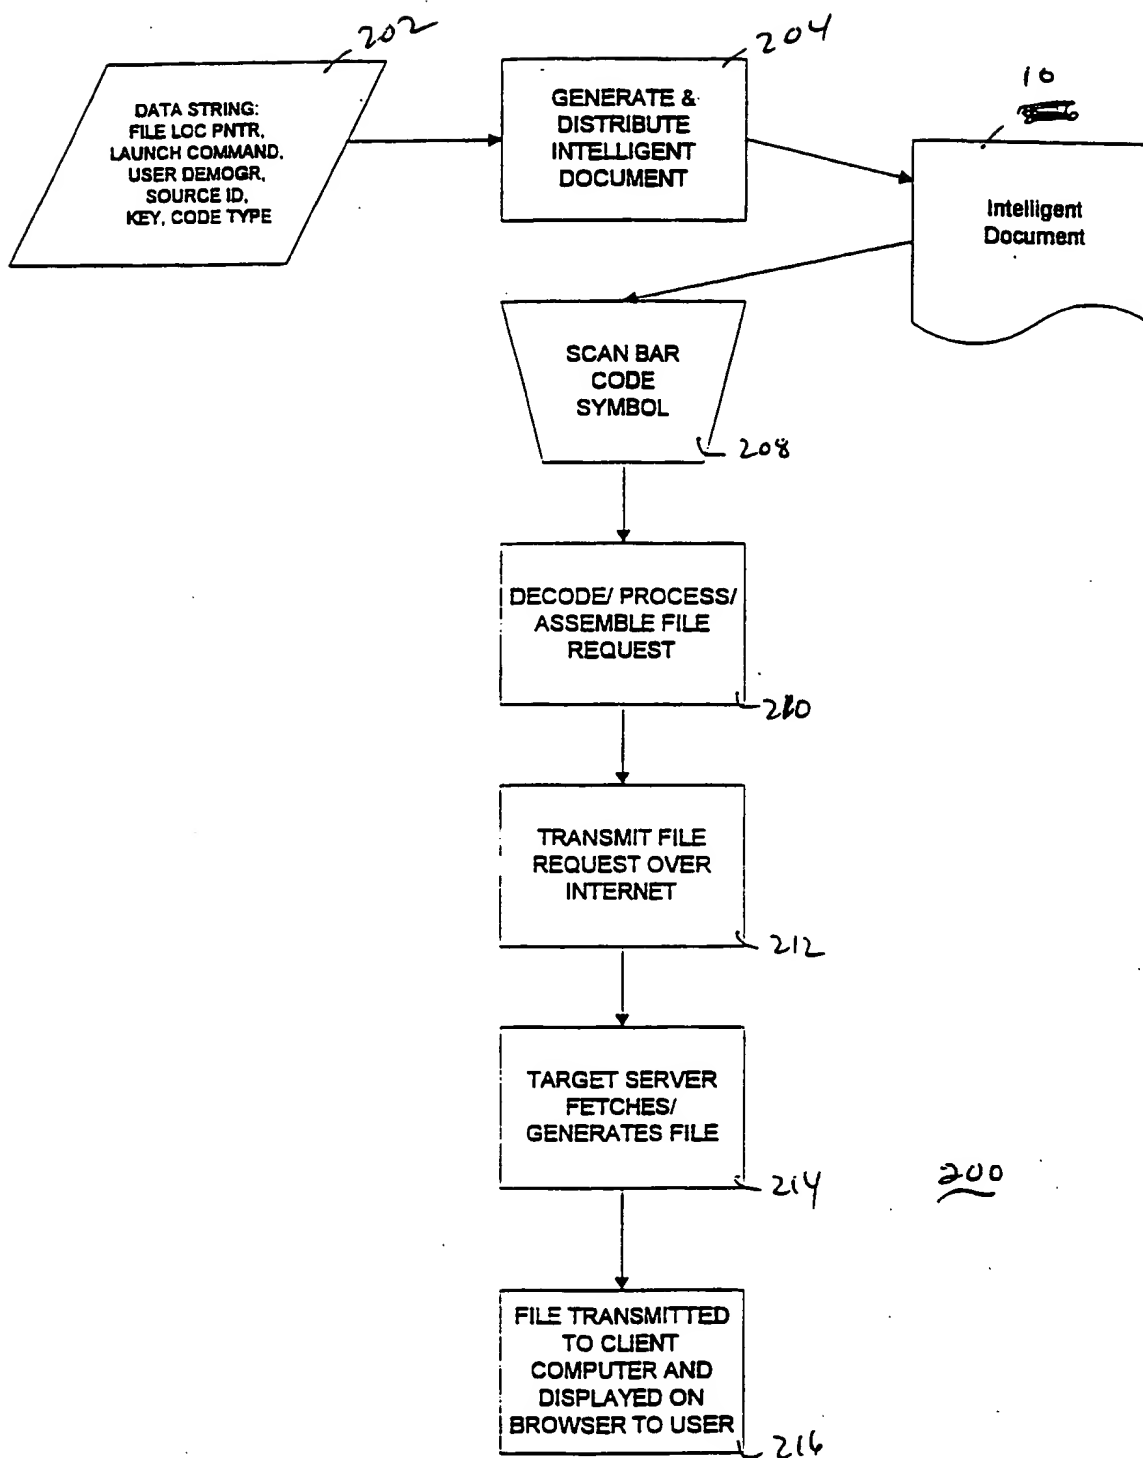 202
DATA STRING:
FILE LOC PNTR,
LAUNCH COMMAND,
USER DEMOGR,
SOURCE ID,
KEY, CODE TYPE
204
GENERATE &
DISTRIBUTE
INTELLIGENT
DOCUMENT
10
Intelligent
Document
SCAN BAR
CODE
SYMBOL
208
DECODE/ PROCESS/
ASSEMBLE FILE
REQUEST
210
TRANSMIT FILE
REQUEST OVER
INTERNET
212
TARGET SERVER
FETCHES/
GENERATES FILE
214
200
FILE TRANSMITTED
TO CLIENT
COMPUTER AND
DISPLAYED ON
BROWSER TO USER
216